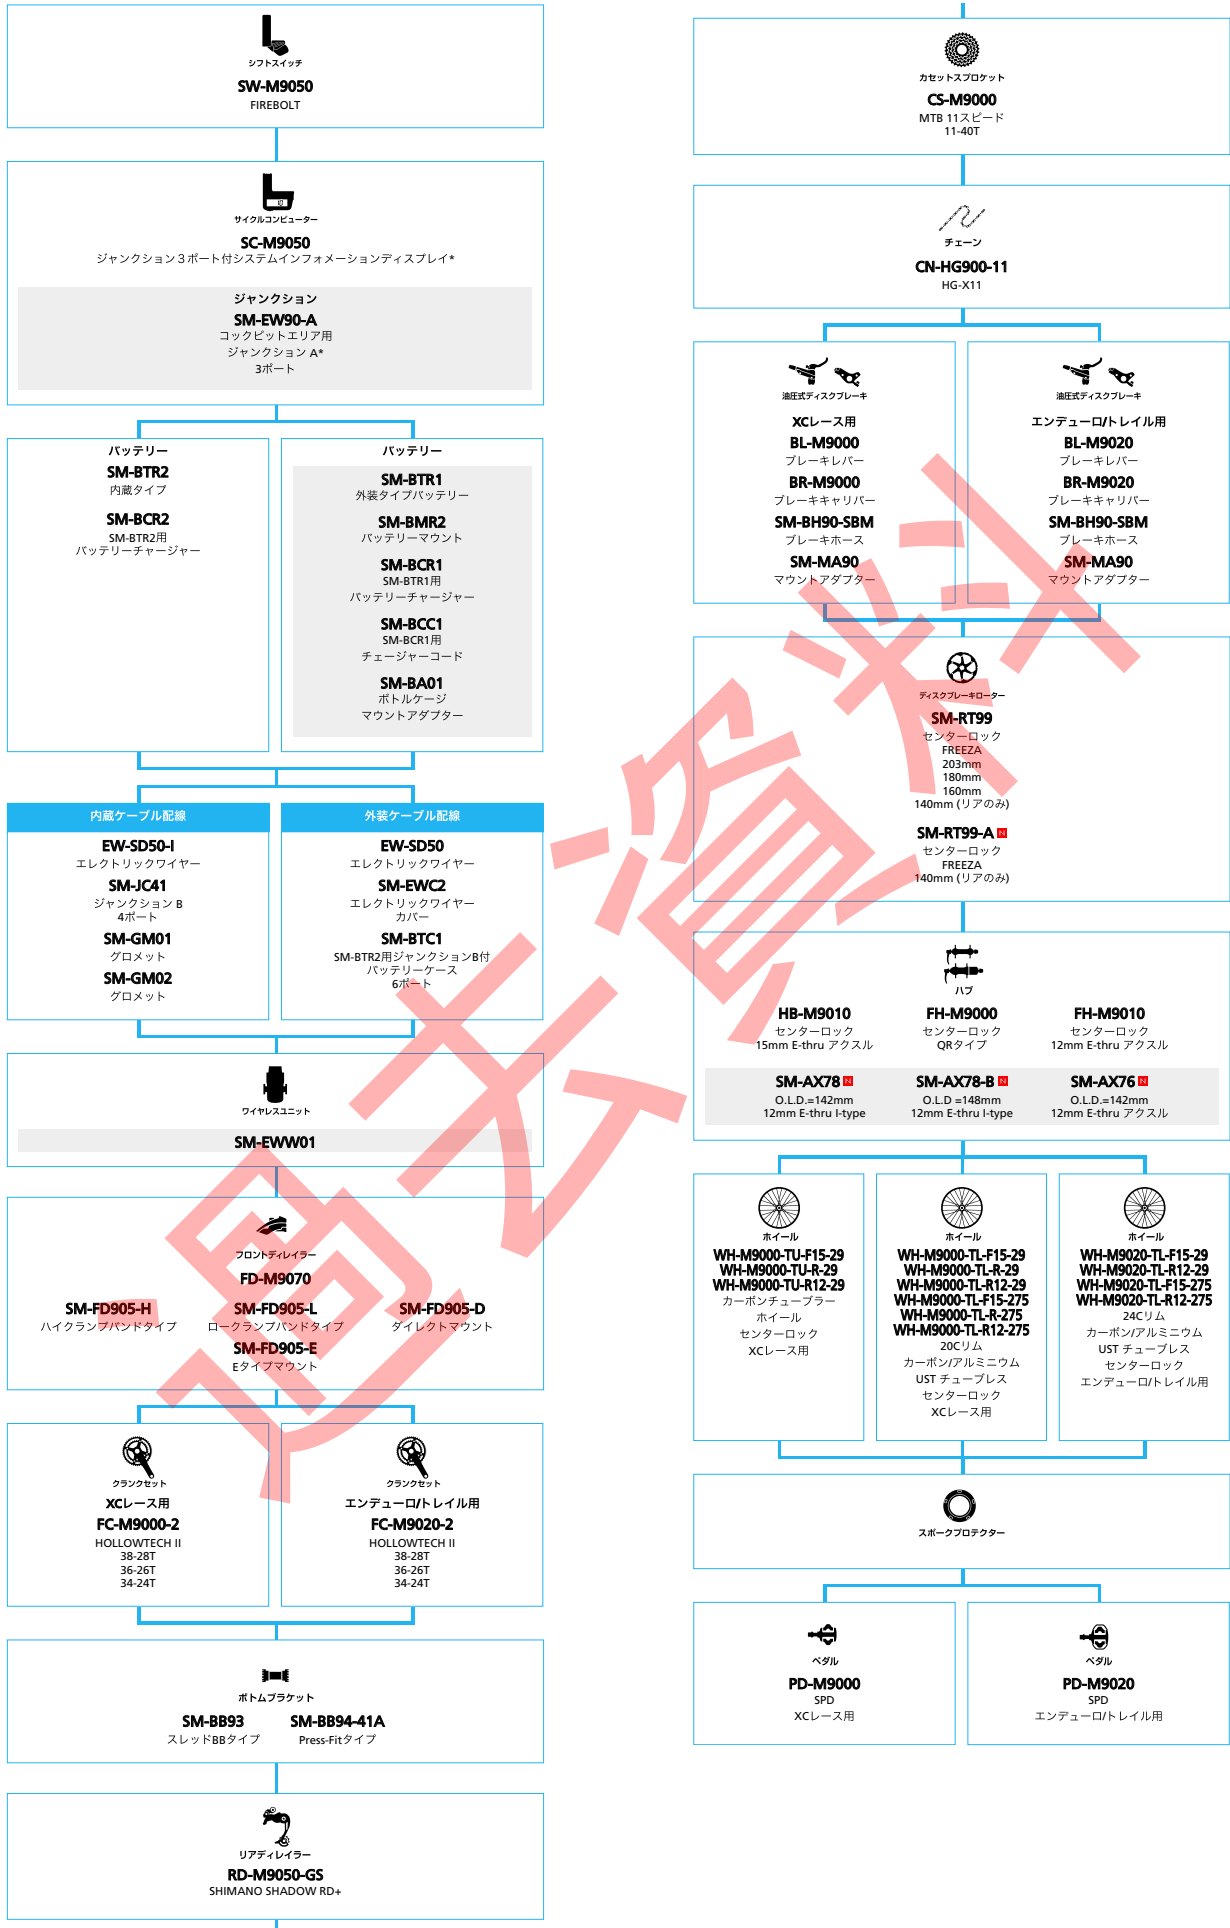 シフトスイッチ
SW-M9050
FIREBOLT
サイクルコンピューター
SC-M9050
ジャンクション３ポート付システムインフォメーションディスプレイ*
ジャンクション
SM-EW90-A
コックピットエリア用
ジャンクション A*
3ポート
バッテリー
SM-BTR2
内蔵タイプ
SM-BCR2
SM-BTR2用
バッテリーチャージャー
バッテリー
SM-BTR1
外装タイプバッテリー
SM-BMR2
バッテリーマウント
SM-BCR1
SM-BTR1用
バッテリーチャージャー
SM-BCC1
SM-BCR1用
チェージャーコード
SM-BA01
ボトルケージ
マウントアダプター
内蔵ケーブル配線
EW-SD50-I
エレクトリックワイヤー
SM-JC41
ジャンクション B
4ポート
SM-GM01
グロメット
SM-GM02
グロメット
外装ケーブル配線
EW-SD50
エレクトリックワイヤー
SM-EWC2
エレクトリックワイヤー
カバー
SM-BTC1
SM-BTR2用ジャンクションB付
バッテリーケース
6ポート
ワイヤレスユニット
SM-EWW01
フロントディレイラー
FD-M9070
SM-FD905-H
ハイクランプバンドタイプ
SM-FD905-L
ロークランプバンドタイプ
SM-FD905-D
ダイレクトマウント
SM-FD905-E
Eタイプマウント
クランクセット
XCレース用
FC-M9000-2
HOLLOWTECH II
38-28T
36-26T
34-24T
クランクセット
エンデューロ/トレイル用
FC-M9020-2
HOLLOWTECH II
38-28T
36-26T
34-24T
ボトムブラケット
SM-BB93
スレッドBBタイプ
SM-BB94-41A
Press-Fitタイプ
リアディレイラー
RD-M9050-GS
SHIMANO SHADOW RD+
カセットスプロケット
CS-M9000
MTB 11スピード
11-40T
チェーン
CN-HG900-11
HG-X11
油圧式ディスクブレーキ
XCレース用
BL-M9000
ブレーキレバー
BR-M9000
ブレーキキャリパー
SM-BH90-SBM
ブレーキホース
SM-MA90
マウントアダプター
油圧式ディスクブレーキ
エンデューロ/トレイル用
BL-M9020
ブレーキレバー
BR-M9020
ブレーキキャリパー
SM-BH90-SBM
ブレーキホース
SM-MA90
マウントアダプター
ディスクブレーキローター
SM-RT99
センターロック
FREEZA
203mm
180mm
160mm
140mm (リアのみ)
SM-RT99-A N
センターロック
FREEZA
140mm (リアのみ)
ハブ
HB-M9010
センターロック
15mm E-thru アクスル
FH-M9000
センターロック
QRタイプ
FH-M9010
センターロック
12mm E-thru アクスル
SM-AX78 N
O.L.D.=142mm
12mm E-thru I-type
SM-AX78-B N
O.L.D =148mm
12mm E-thru I-type
SM-AX76 N
O.L.D.=142mm
12mm E-thru アクスル
ホイール
WH-M9000-TU-F15-29
WH-M9000-TU-R-29
WH-M9000-TU-R12-29
カーボンチューブラー
ホイール
センターロック
XCレース用
ホイール
WH-M9000-TL-F15-29
WH-M9000-TL-R-29
WH-M9000-TL-R12-29
WH-M9000-TL-F15-275
WH-M9000-TL-R-275
WH-M9000-TL-R12-275
20Cリム
カーボン/アルミニウム
UST チューブレス
センターロック
XCレース用
ホイール
WH-M9020-TL-F15-29
WH-M9020-TL-R12-29
WH-M9020-TL-F15-275
WH-M9020-TL-R12-275
24Cリム
カーボン/アルミニウム
UST チューブレス
センターロック
エンデューロ/トレイル用
スポークプロテクター
ペダル
PD-M9000
SPD
XCレース用
ペダル
PD-M9020
SPD
エンデューロ/トレイル用
過去資料